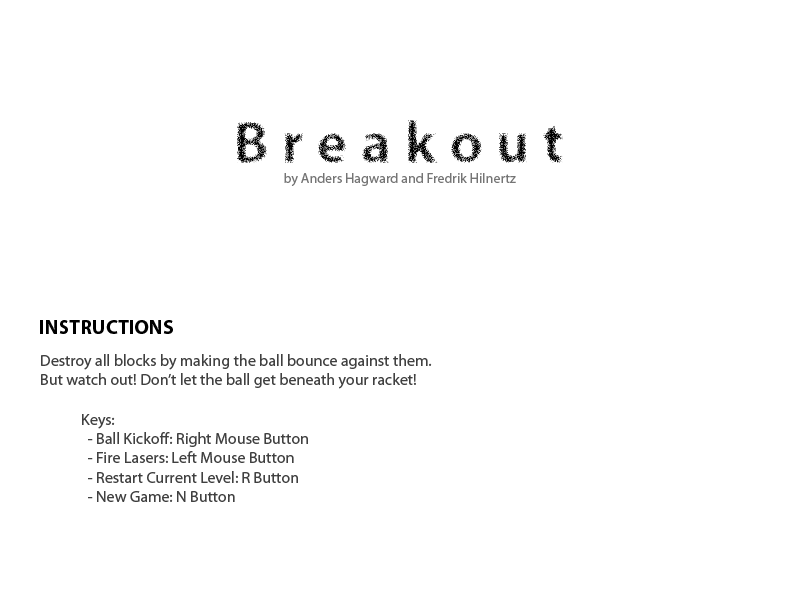 Breakout
by Anders Hagward and Fredrik Hilnertz
INSTRUCTIONS
Destroy all blocks by making the ball bounce against them.
But watch out! Don't let the ball get beneath your racket!
Keys:
- Ball Kickoff: Right Mouse Button
- Fire Lasers: Left Mouse Button
- Restart Current Level: R Button
- New Game: N Button